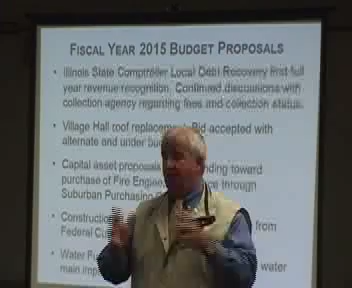 FISCAL YEAR 2015 BUDGET PROPOSALS
• Illinois State Comptroller Local Debt Recovery first full
year revenue recognition. Continued discussions with
collection agency regarding fees and collection status.
• Village Hall roof replacement. Bid accepted with
alternate and under
• Capital asset proposals
purchase of Fire Engine through
Suburban Purchasing
• from
Federal
• Water water
main